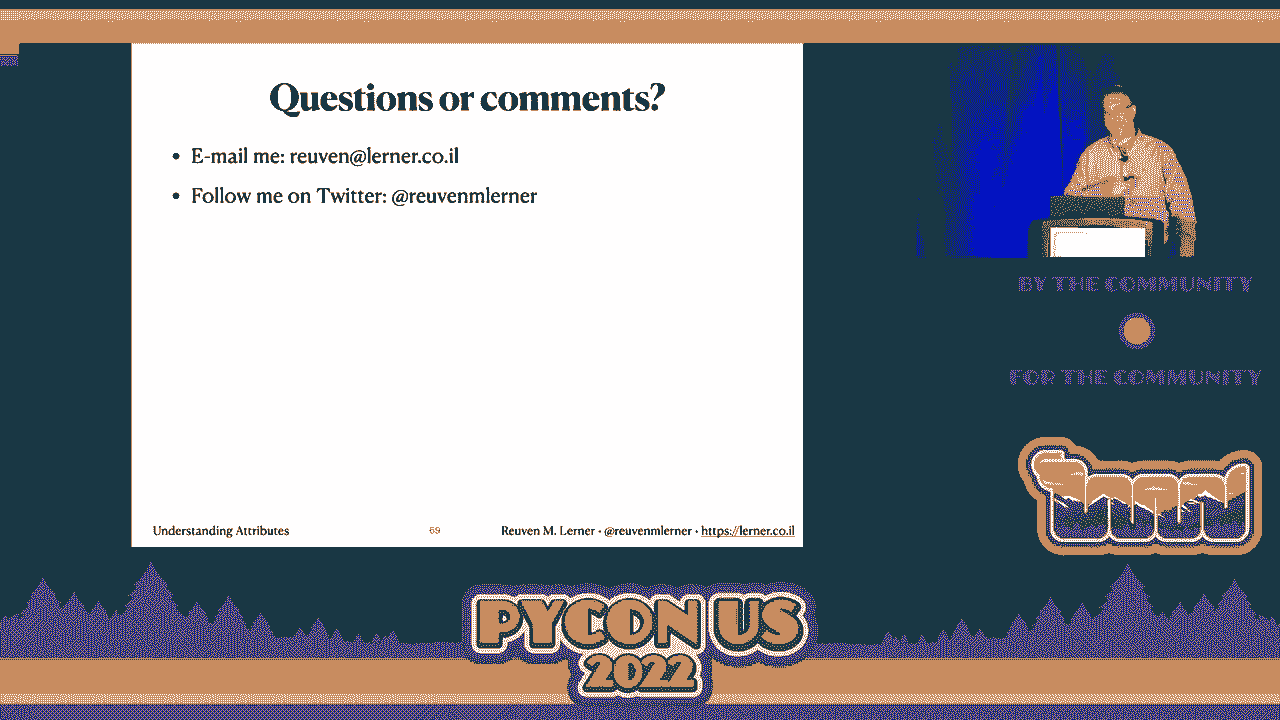 Questions or comments?
• E-mail me: reuven@lerner.co.il
• Follow me on Twitter: @reuvenmlerner
Understanding Attributes
69
Reuven M. Lerner • @reuvenmlerner • https://lerner.co.il
BY THE COMMUNITY
FOR THE COMMUNITY
PYCON US
2022